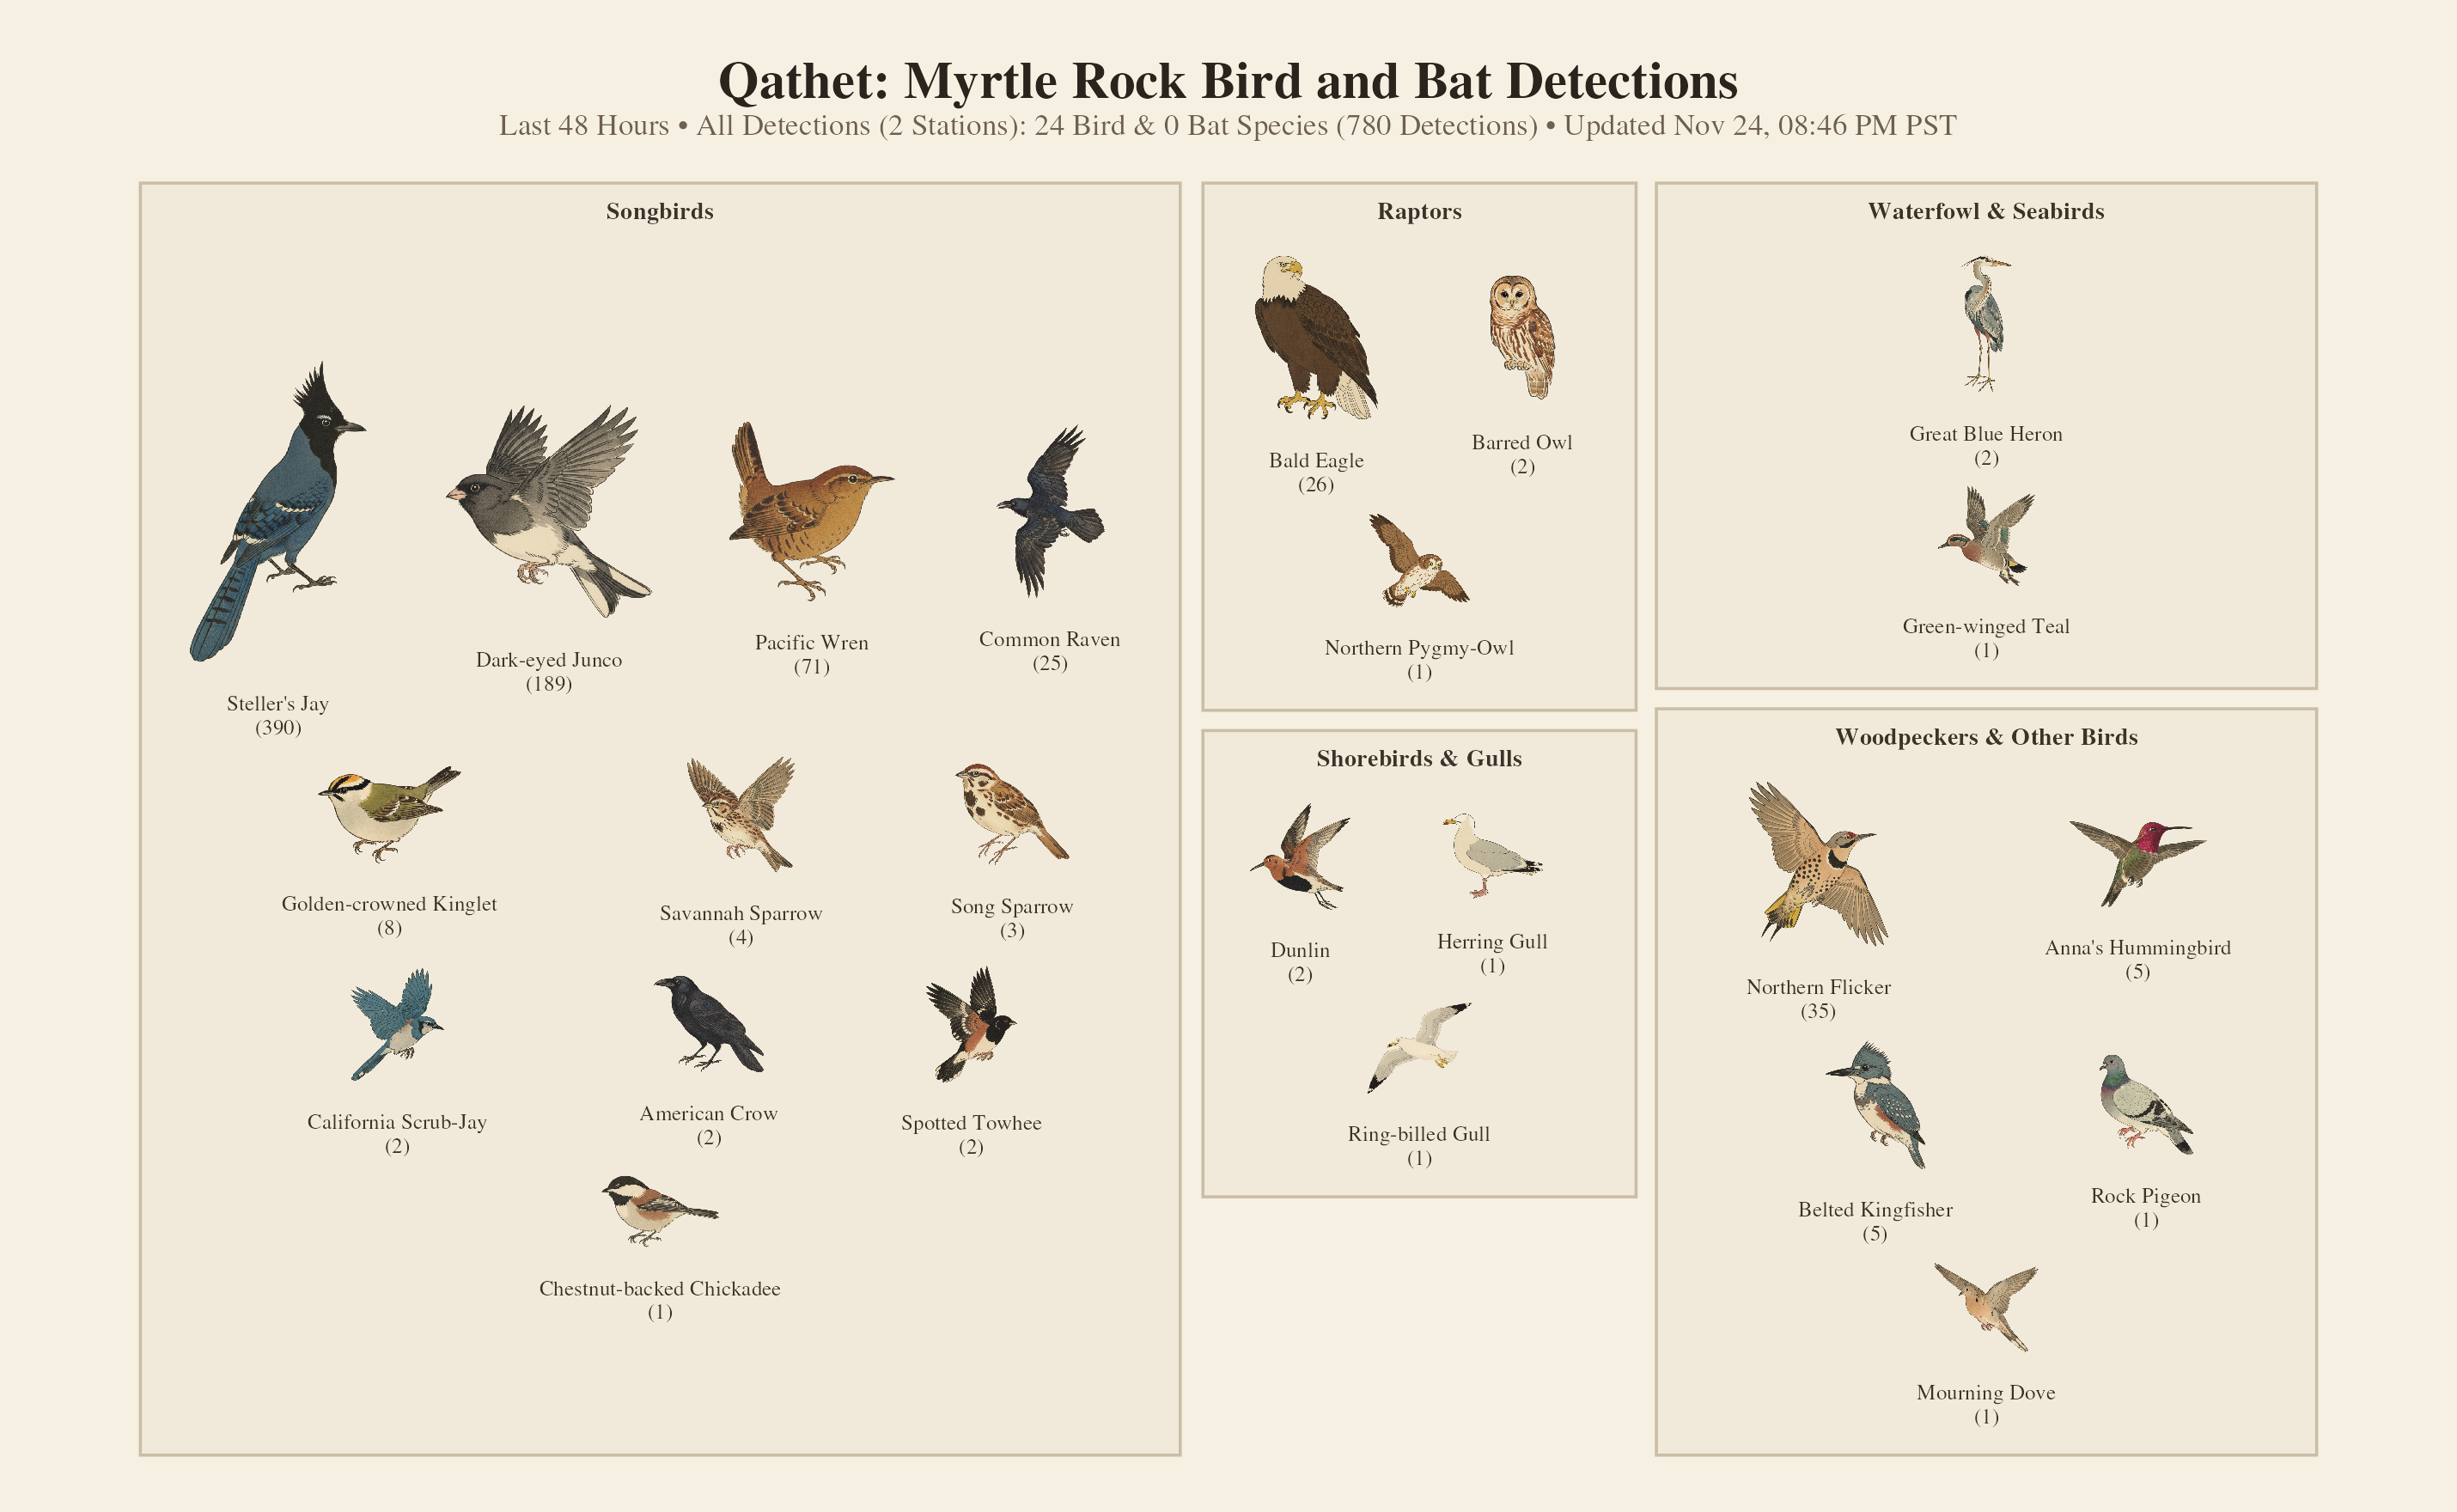 Qathet: Myrtle Rock Bird and Bat Detections
Last 48 Hours • All Detections (2 Stations): 24 Bird & 0 Bat Species (780 Detections) • Updated Nov 24, 08:46 PM PST
Songbirds
Steller's Jay
(390)
Dark-eyed Junco
(189)
Pacific Wren
(71)
Common Raven
(25)
Golden-crowned Kinglet
(8)
Savannah Sparrow
(4)
Song Sparrow
(3)
California Scrub-Jay
(2)
American Crow
(2)
Spotted Towhee
(2)
Chestnut-backed Chickadee
(1)
Raptors
Bald Eagle
(26)
Barred Owl
(2)
Northern Pygmy-Owl
(1)
Shorebirds & Gulls
Dunlin
(2)
Herring Gull
(1)
Ring-billed Gull
(1)
Waterfowl & Seabirds
Great Blue Heron
(2)
Green-winged Teal
(1)
Woodpeckers & Other Birds
Northern Flicker
(35)
Anna's Hummingbird
(5)
Belted Kingfisher
(5)
Rock Pigeon
(1)
Mourning Dove
(1)